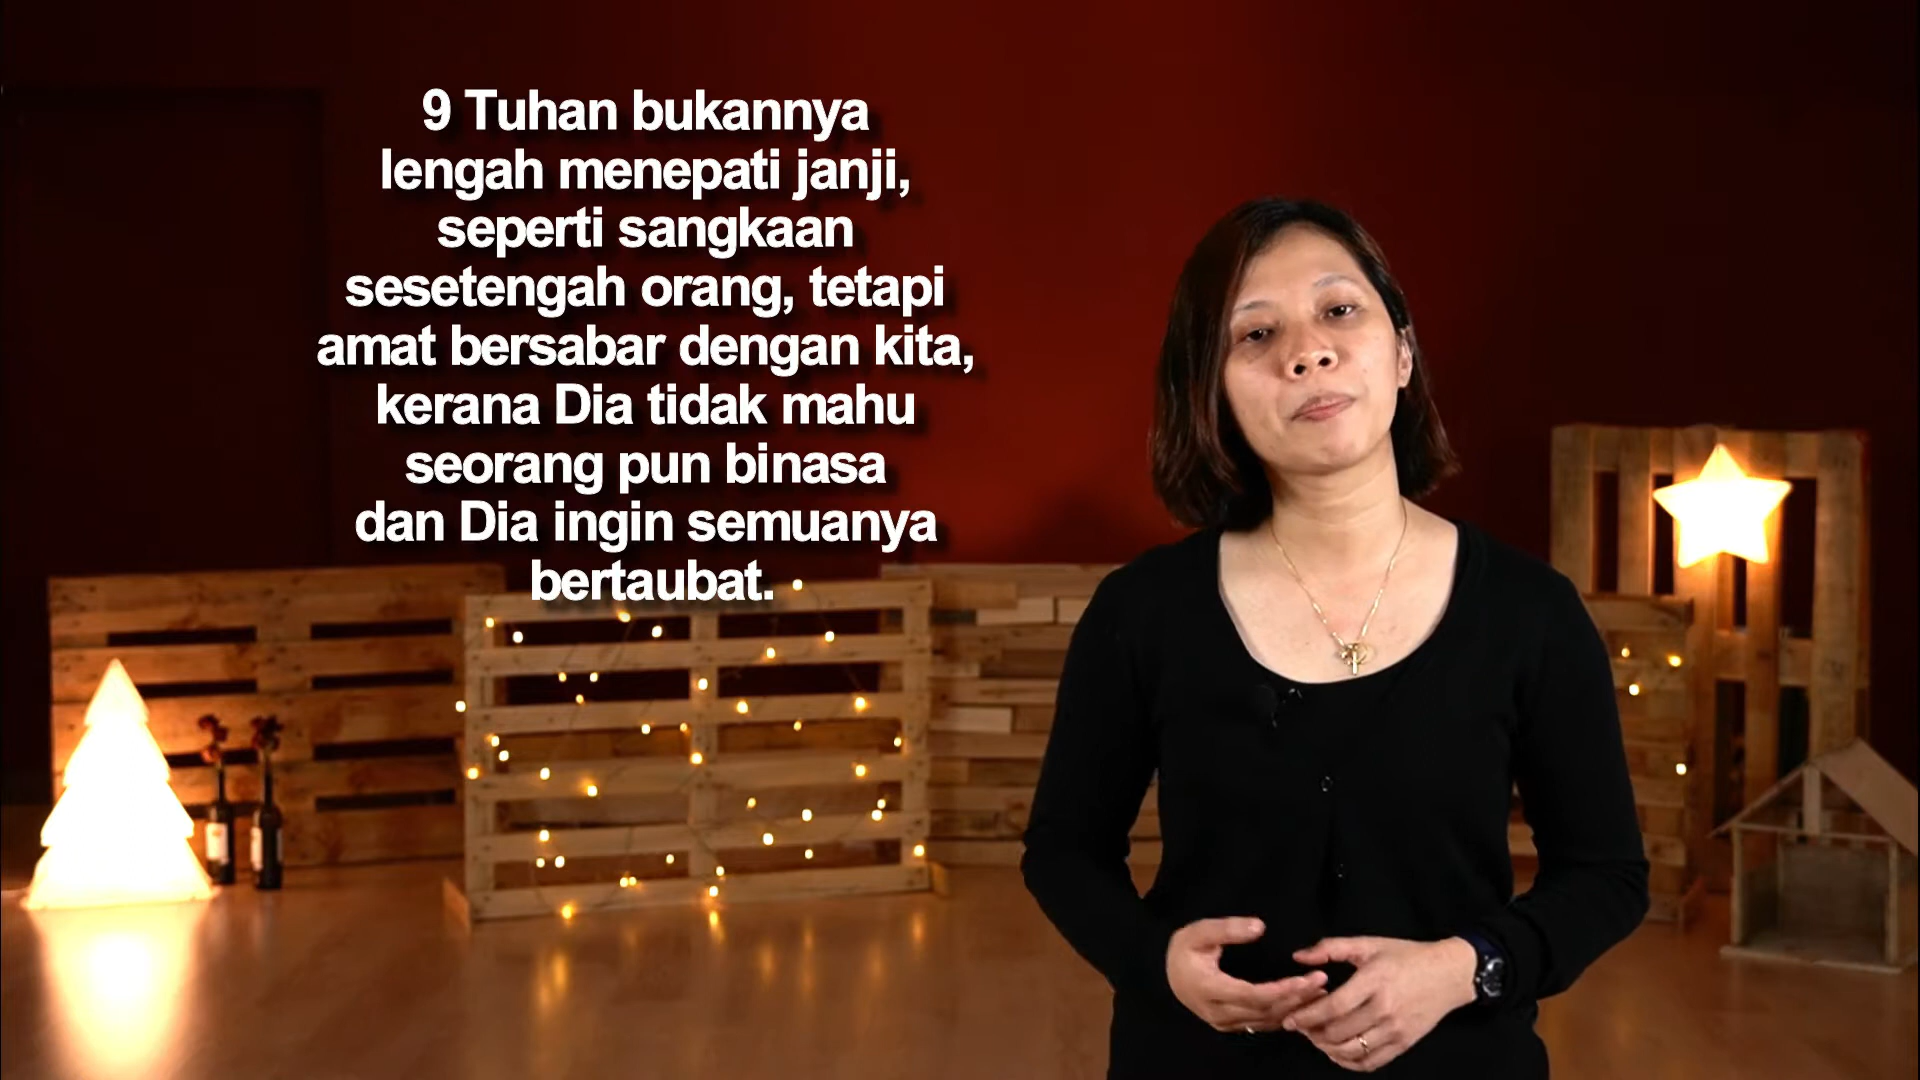 9 Tuhan bukannya
lengah menepati janji,
seperti sangkaan
sesetengah orang, tetapi
amat bersabar dengan kita,
kerana Dia tidak mahu
seorang pun binasa
dan Dia ingin semuanya
bertaubat.